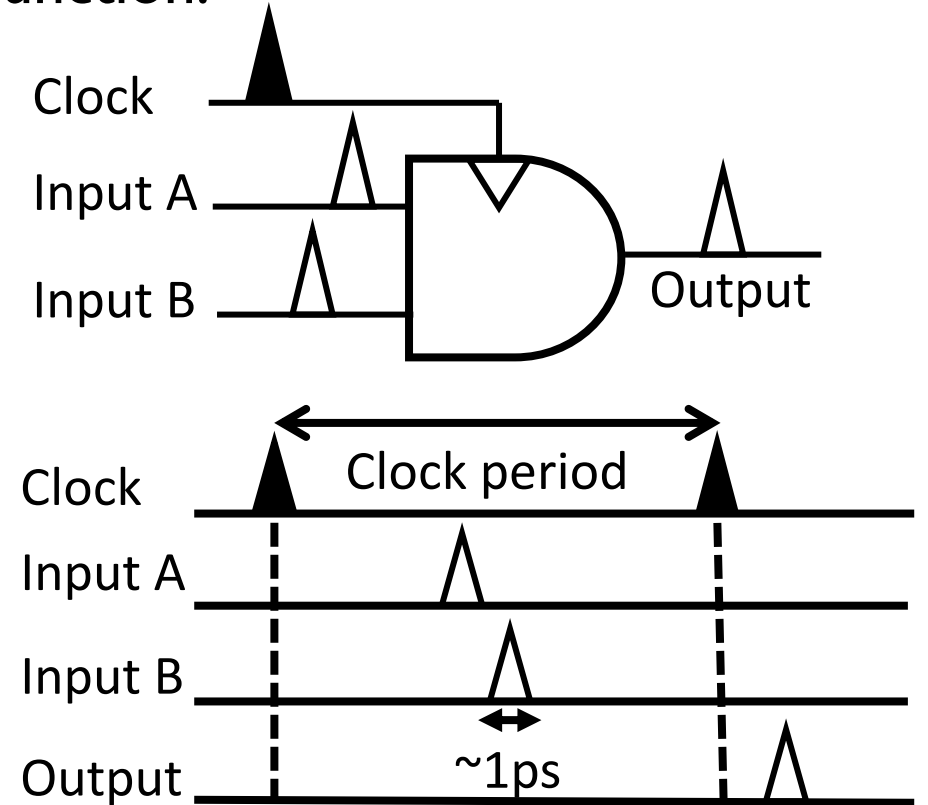 Clock
Input A
Input B
Output
Clock period
Clock
Input A
Input B
~1ps
Output